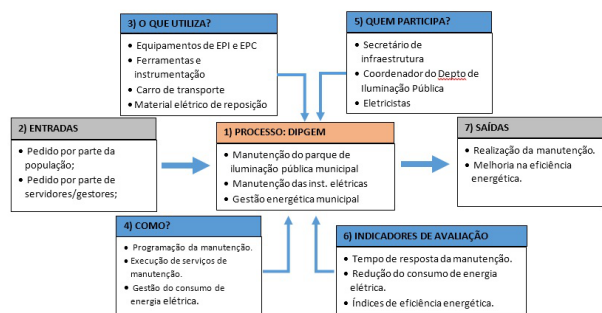 3) O QUE UTILIZA?
• Equipamentos de EPI e EPC
• Ferramentas e
instrumentação
• Carro de transporte
• Material elétrico de reposição
5) QUEM PARTICIPA?
• Secretário de
infraestrutura
• Coordenador do Depto de
Iluminação Pública
• Eletricistas
2) ENTRADAS
• Pedido por parte da
população;
• Pedido por parte de
servidores/gestores;
1) PROCESSO: DIPGEM
• Manutenção do parque de
iluminação pública municipal
• Manutenção das inst. elétricas
• Gestão energética municipal
7) SAÍDAS
• Realização da manutenção.
• Melhoria na eficiência
energética.
4) COMO?
• Programação da manutenção.
• Execução de serviços de
manutenção.
• Gestão do consumo de
energia elétrica.
6) INDICADORES DE AVALIAÇÃO
• Tempo de resposta da manutenção.
• Redução do consumo de energia
elétrica.
• Índices de eficiência energética.